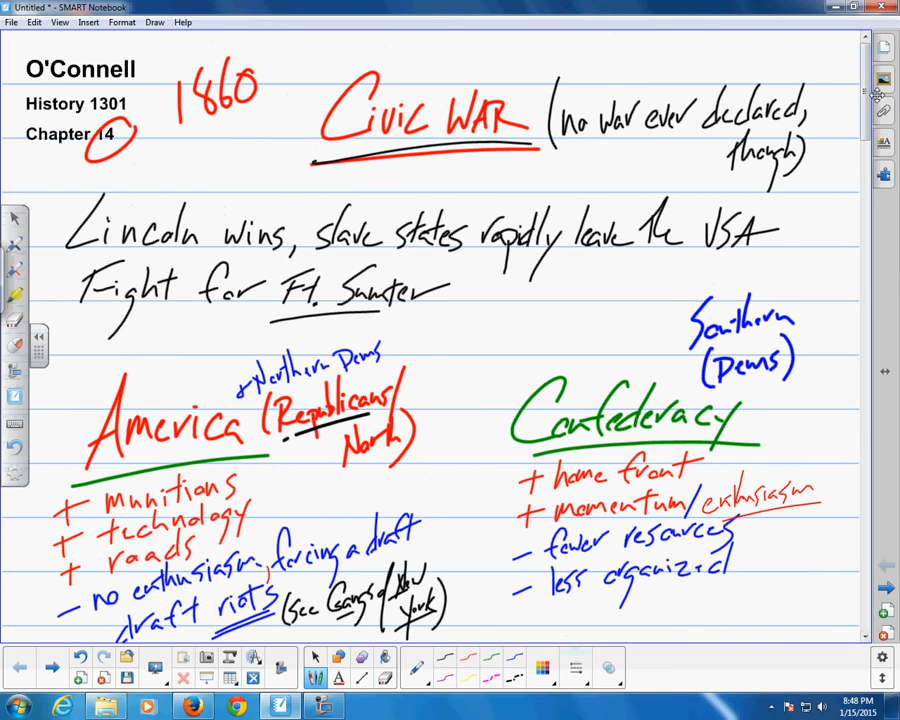 Untitled * - SMART Notebook
File Edit View Insert Format Draw Help
O'Connell
History 1301
Chapter 14
1860
Civil WAR (no war ever declared,
though)
Lincoln wins, slave states rapidly leave the USA
Fight for Ft. Sumter
Southern
(Dems)
+ Northern Dems
America (Republicans/
North)
+ munitions
+ technology
+ roads
- no enthusiasm, forcing a draft
draft riots (see Gangs of New
York)
Confederacy
+ home front
+ momentum/enthusiasm
- fewer resources
- less organized
8:48 PM
1/15/2015